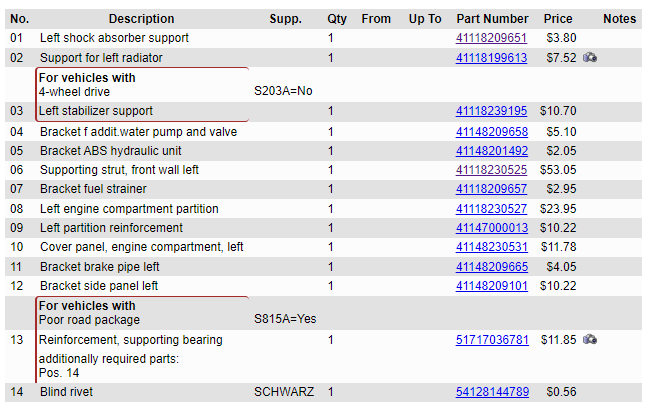 No. Description Supp. Qty From Up To Part Number Price Notes
01 Left shock absorber support 1 41118209651 $3.80
02 Support for left radiator 1 41118199613 $7.52
For vehicles with
4-wheel drive S203A=No
03 Left stabilizer support 1 41118239195 $10.70
04 Bracket f addit.water pump and valve 1 41148209658 $5.10
05 Bracket ABS hydraulic unit 1 41148201492 $2.05
06 Supporting strut, front wall left 1 41118230525 $53.05
07 Bracket fuel strainer 1 41118209657 $2.95
08 Left engine compartment partition 1 41118230527 $23.95
09 Left partition reinforcement 1 41147000013 $10.22
10 Cover panel, engine compartment, left 1 41148230531 $11.78
11 Bracket brake pipe left 1 41148209665 $4.05
12 Bracket side panel left 1 41148209101 $10.22
For vehicles with
Poor road package S815A=Yes
13 Reinforcement, supporting bearing 1 51717036781 $11.85
additionally required parts:
Pos. 14
14 Blind rivet SCHWARZ 1 54128144789 $0.56